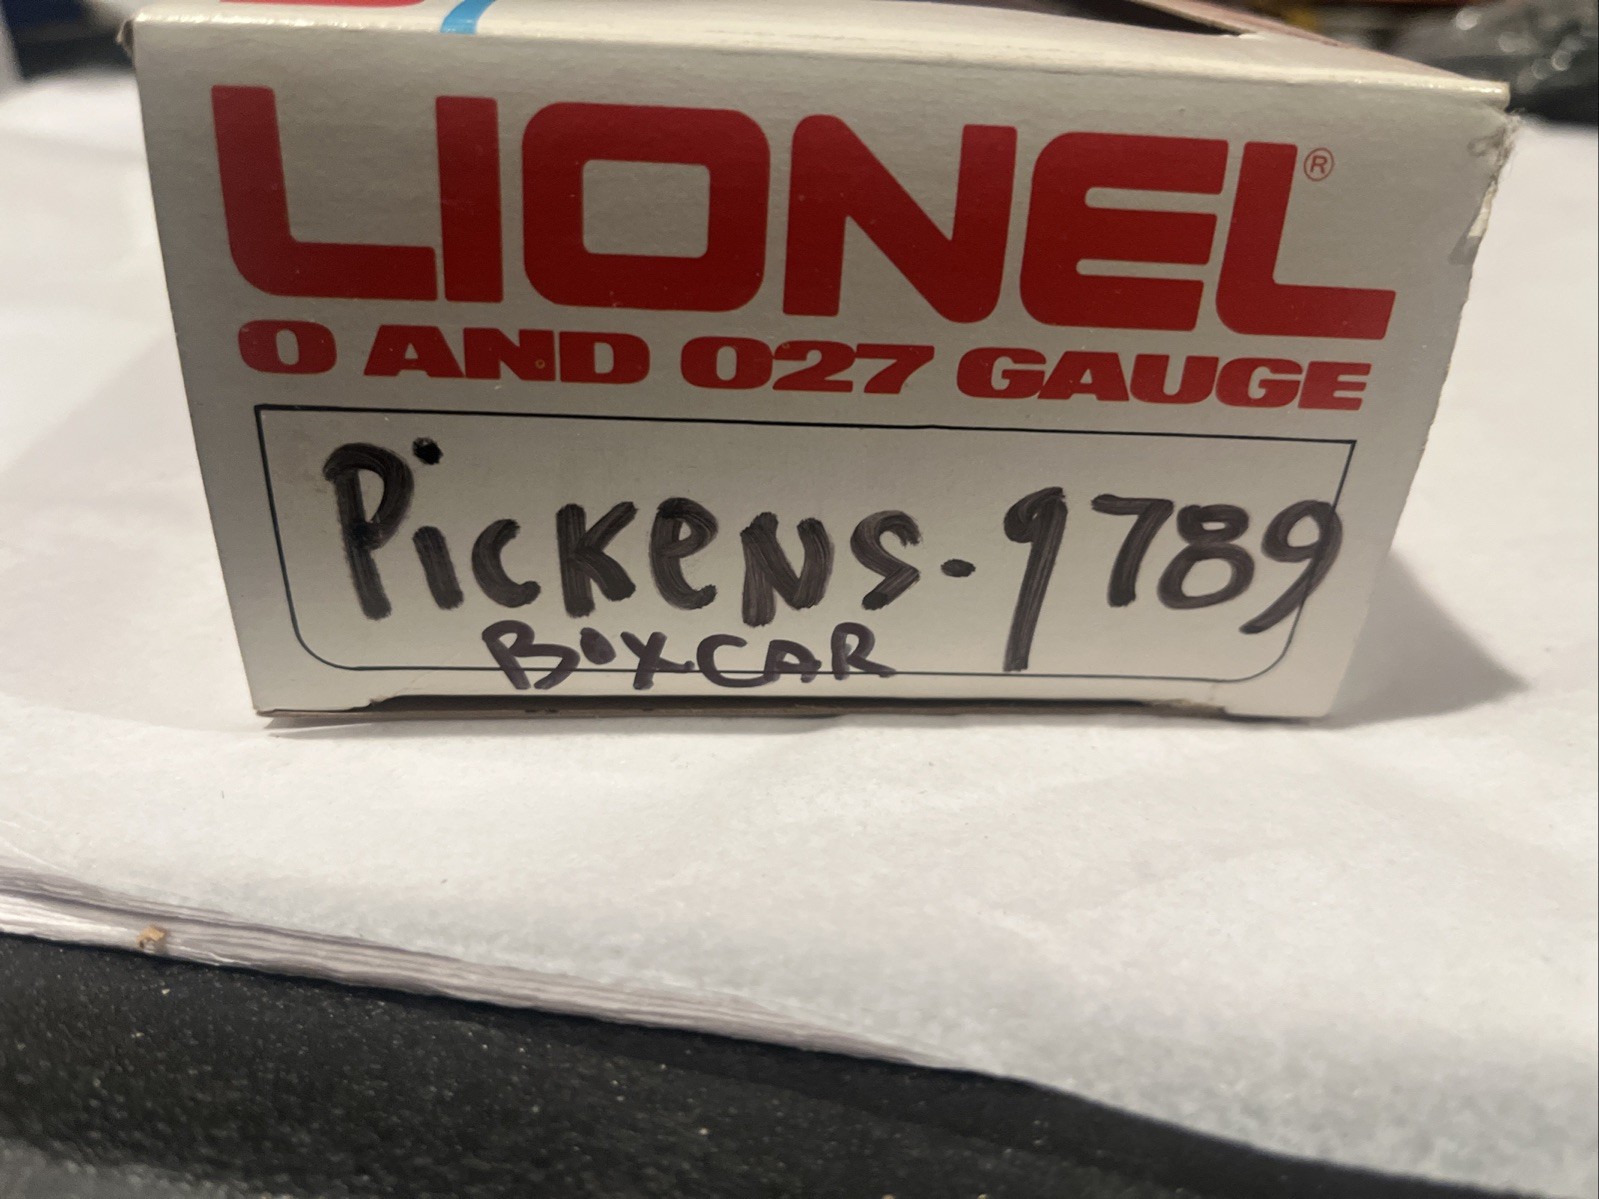 LIONEL®
O AND O27 GAUGE
PickeNs-9789
BOXCAR